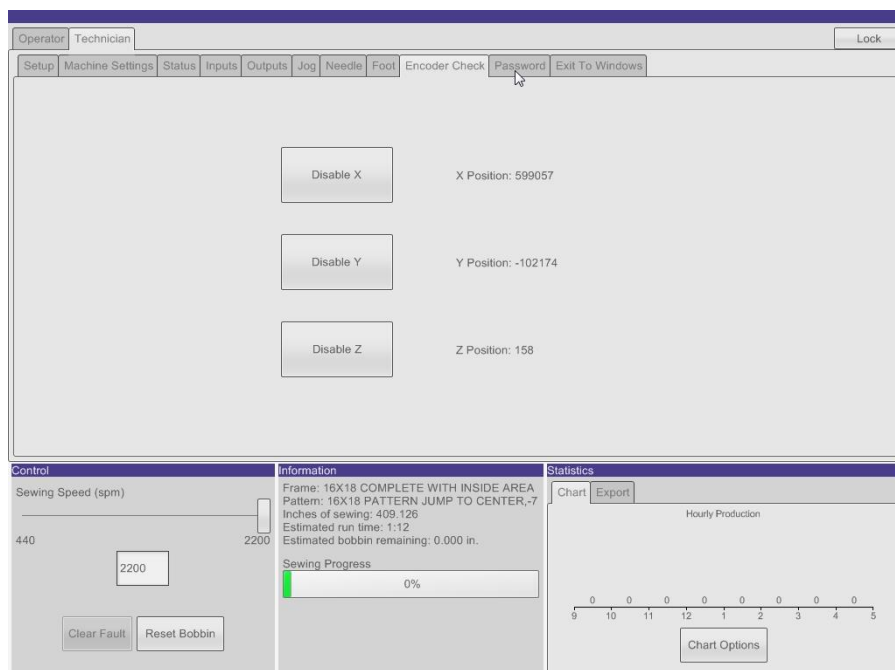 Operator Technician Lock
Setup Machine Settings Status Inputs Outputs Jog Needle Foot Encoder Check Password Exit To Windows
Disable X X Position: 599057
Disable Y Y Position: -102174
Disable Z Z Position: 158
Control
Sewing Speed (spm)
440 2200
2200
Clear Fault Reset Bobbin
Information
Frame: 16X18 COMPLETE WITH INSIDE AREA
Pattern: 16X18 PATTERN JUMP TO CENTER,-7
Inches of sewing: 409.126
Estimated run time: 1:12
Estimated bobbin remaining: 0.000 in.
Sewing Progress
0%
Statistics
Chart Export
Hourly Production
0 0 0 0 0 0 0 0
9 10 11 12 1 2 3 4 5
Chart Options